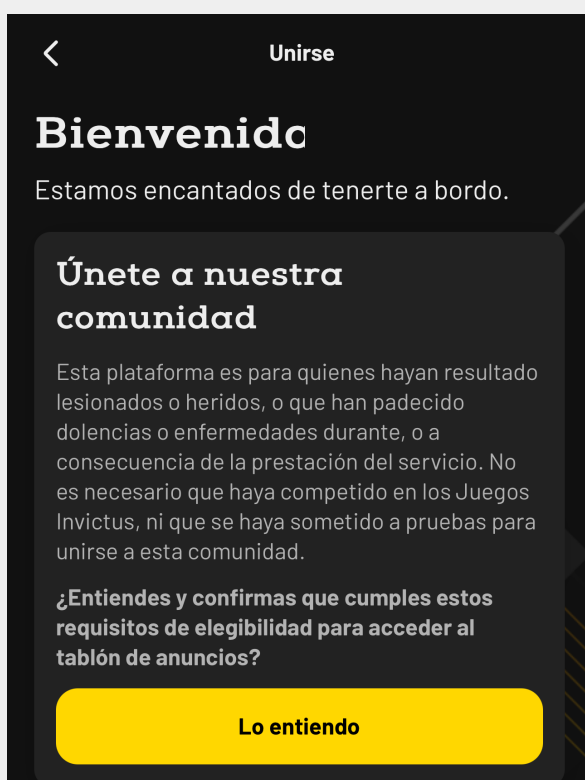 Unirse
Bienvenido
Estamos encantados de tenerte a bordo.
Únete a nuestra
comunidad
Esta plataforma es para quienes hayan resultado
lesionados o heridos, o que han padecido
dolencias o enfermedades durante, o a
consecuencia de la prestación del servicio. No
es necesario que haya competido en los Juegos
Invictus, ni que se haya sometido a pruebas para
unirse a esta comunidad.
¿Entiendes y confirmas que cumples estos
requisitos de elegibilidad para acceder al
tablón de anuncios?
Lo entiendo